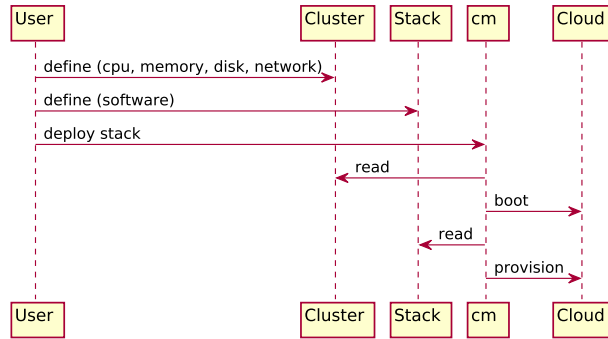 User Cluster Stack cm Cloud
define (cpu, memory, disk, network)
define (software)
deploy stack
read
boot
read
provision
User Cluster Stack cm Cloud